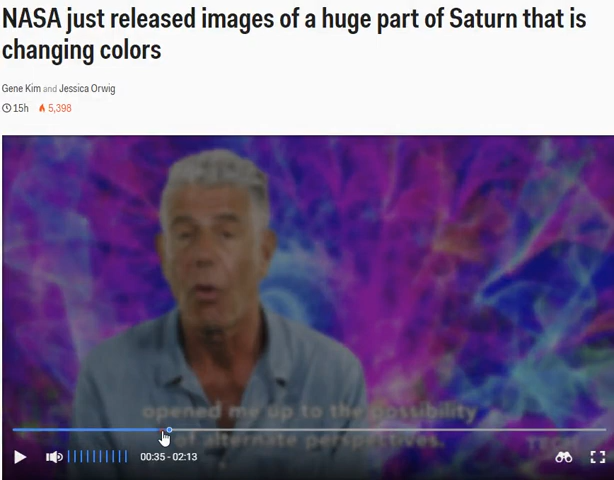 NASA just released images of a huge part of Saturn that is
changing colors
Gene Kim and Jessica Orwig
15h 5,398
opened me up to the possibility
of alternate perspectives.
TECH
00:35 - 02:13